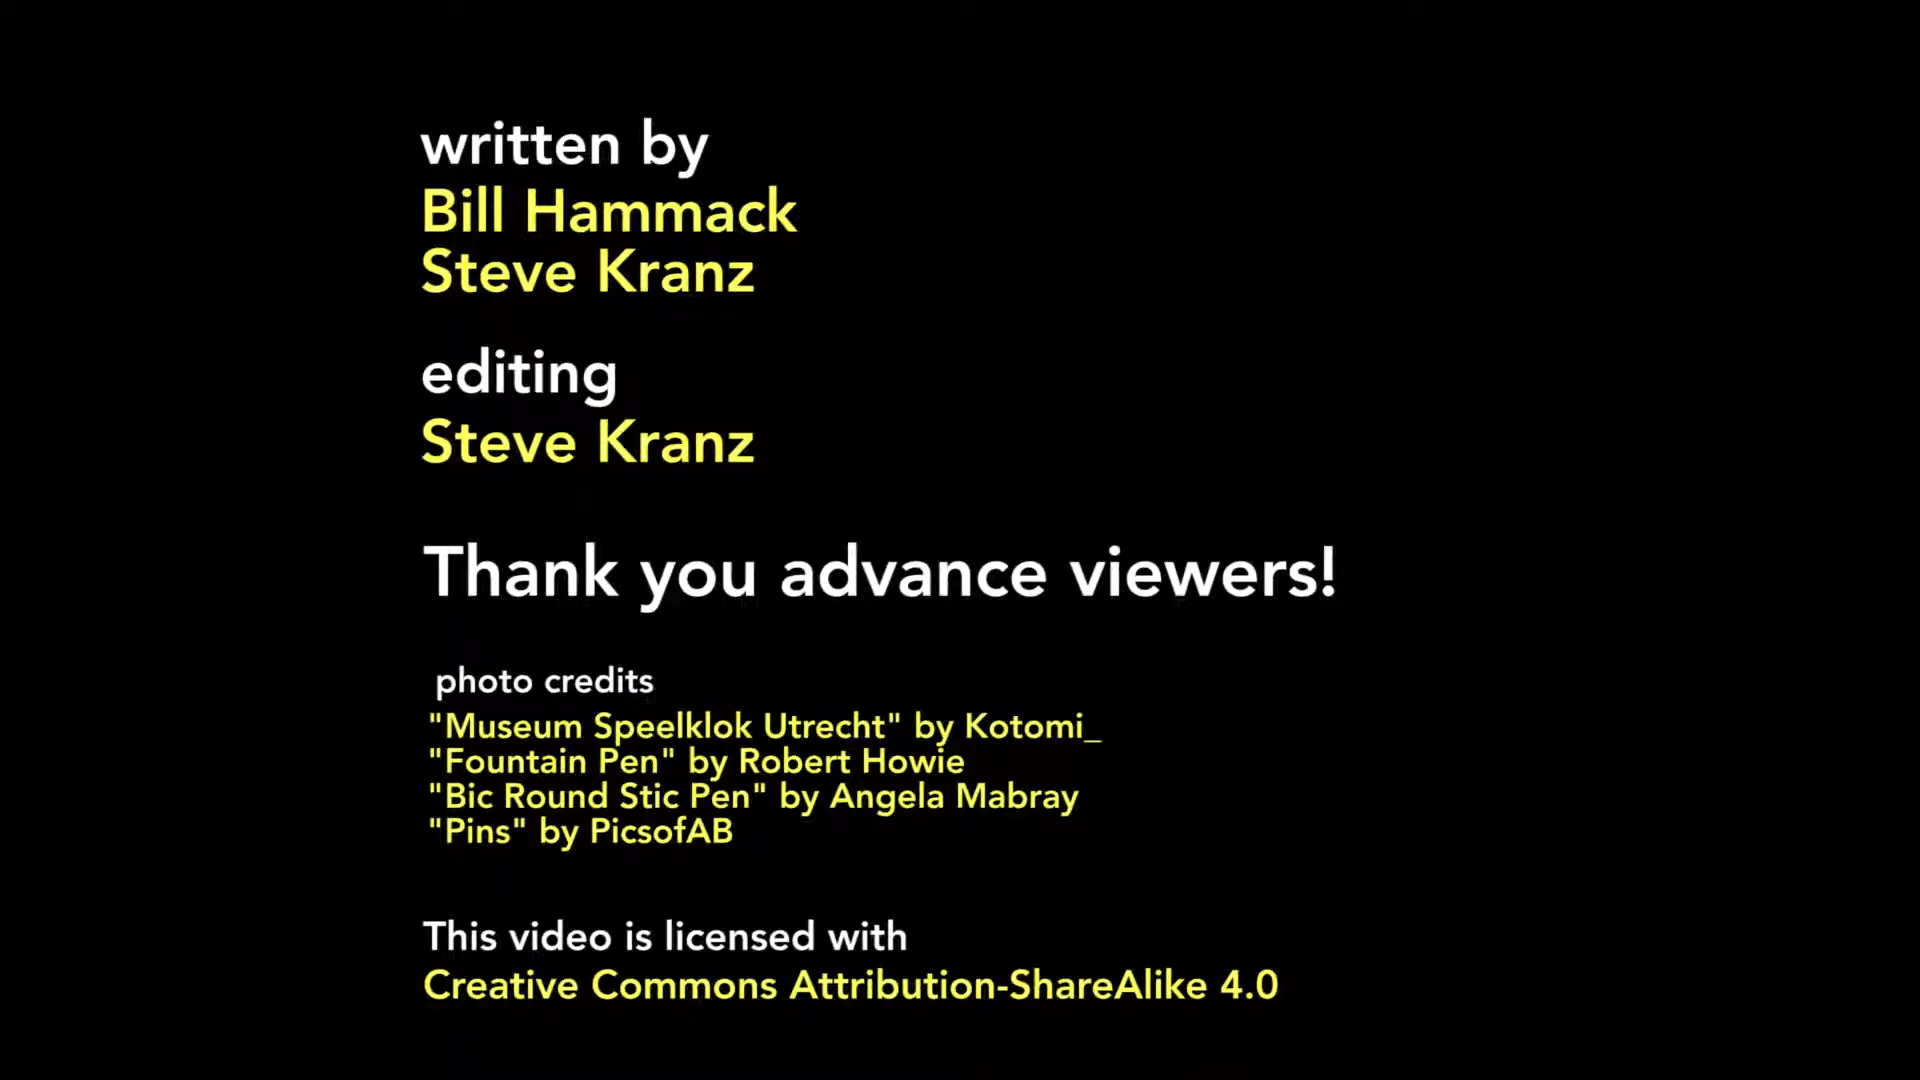 written by
Bill Hammack
Steve Kranz
editing
Steve Kranz
Thank you advance viewers!
photo credits
"Museum Speelklok Utrecht" by Kotomi_
"Fountain Pen" by Robert Howie
"Bic Round Stic Pen" by Angela Mabray
"Pins" by PicsofAB
This video is licensed with
Creative Commons Attribution-ShareAlike 4.0